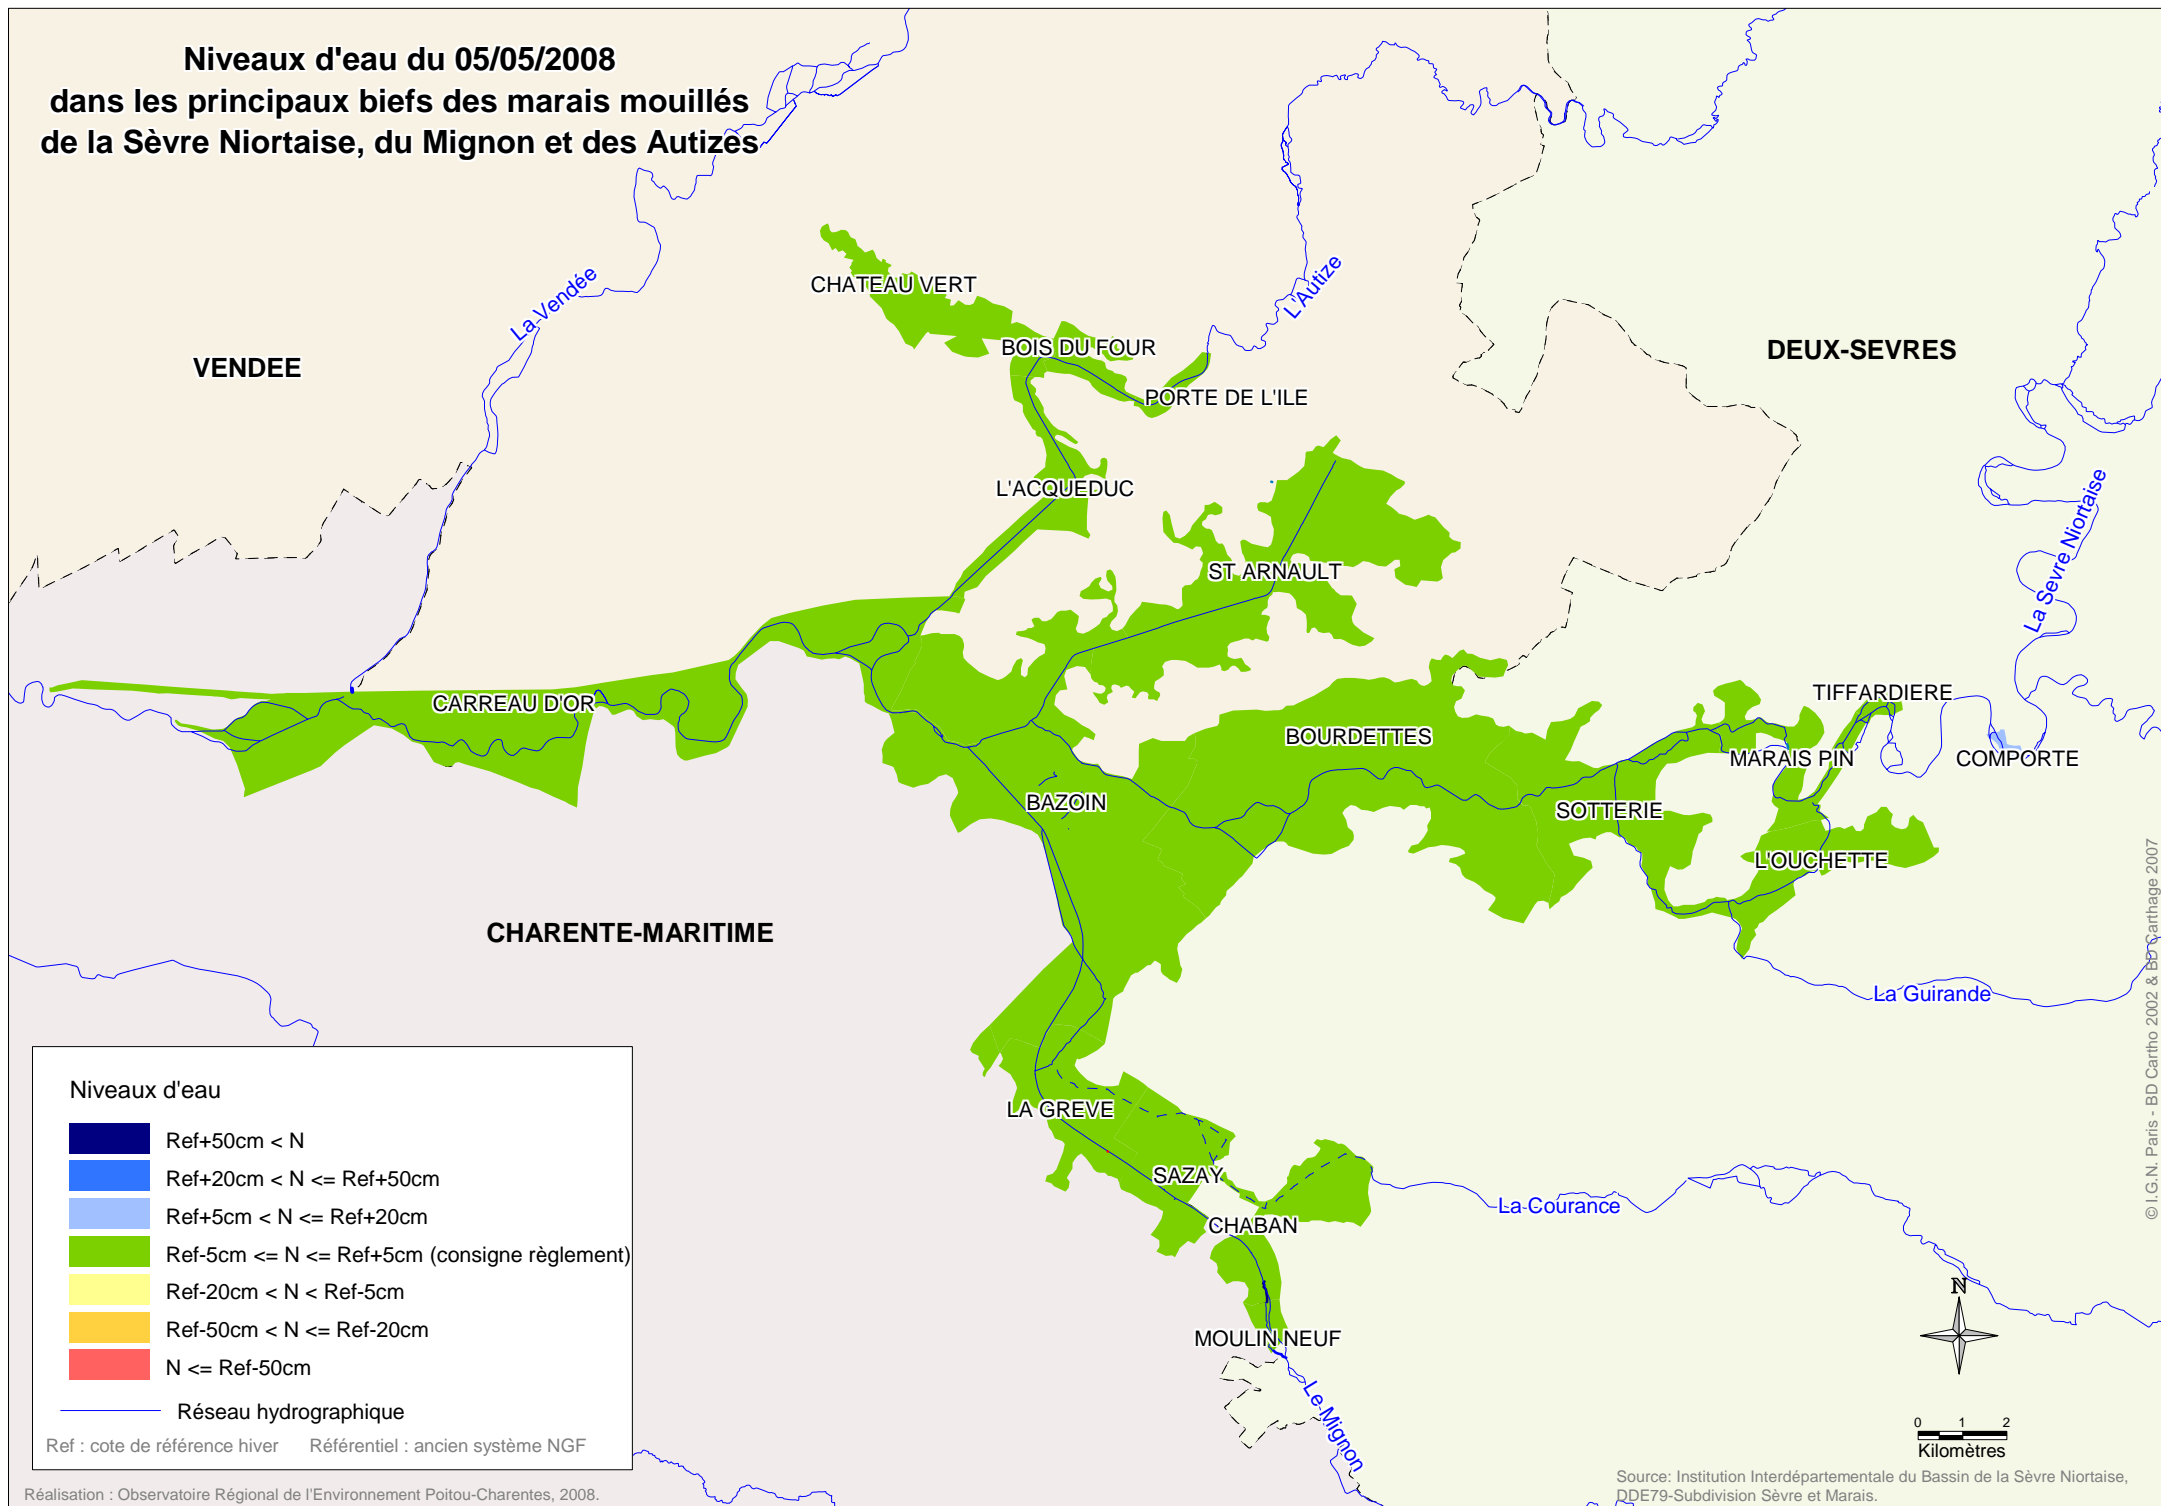 Niveaux d'eau du 05/05/2008
dans les principaux biefs des marais mouillés
de la Sèvre Niortaise, du Mignon et des Autizes
La Vendée
L'Autize
CHATEAU VERT
VENDEE
BOIS DU FOUR
DEUX-SEVRES
PORTE DE L'ILE
L'ACQUEDUC
La Sevre Niortaise
ST ARNAULT
CARREAU D'OR
TIFFARDIERE
BOURDETTES
MARAIS PIN
COMPORTE
BAZOIN
SOTTERIE
L'OUCHETTE
CHARENTE-MARITIME
La Guirande
LA GREVE
SAZAY
La Courance
CHABAN
MOULIN NEUF
Le Mignon
Niveaux d'eau
Ref+50cm < N
Ref+20cm < N <= Ref+50cm
Ref+5cm < N <= Ref+20cm
Ref-5cm <= N <= Ref+5cm (consigne règlement)
Ref-20cm < N < Ref-5cm
Ref-50cm < N <= Ref-20cm
N <= Ref-50cm
Réseau hydrographique
Ref : cote de référence hiver Référentiel : ancien système NGF
N
0 1 2
Kilomètres
© I.G.N. Paris - BD Cartho 2002 & BD Carthage 2007
Réalisation : Observatoire Régional de l'Environnement Poitou-Charentes, 2008.
Source: Institution Interdépartementale du Bassin de la Sèvre Niortaise,
DDE79-Subdivision Sèvre et Marais.